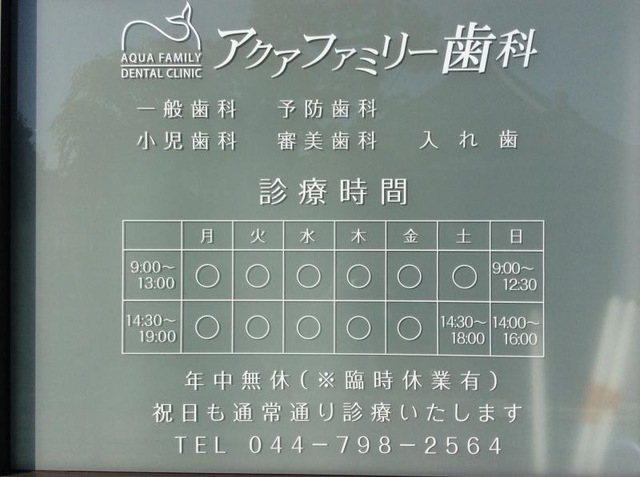 AQUA FAMILY
DENTAL CLINIC
アクアファミリー歯科
一般歯科 予防歯科
小児歯科 審美歯科 入れ歯
診療時間
月 火 水 木 金 土 日
9:00〜13:00 ○ ○ ○ ○ ○ ○ 9:00〜12:30
14:30〜19:00 ○ ○ ○ ○ ○ 14:30〜18:00 14:00〜16:00
年中無休(※臨時休業有)
祝日も通常通り診療いたします
TEL 044-798-2564